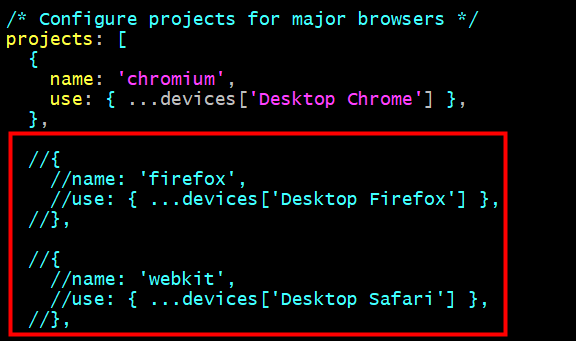 /* Configure projects for major browsers */
projects: [
  {
    name: 'chromium',
    use: { ...devices['Desktop Chrome'] },
  },
  //{
    //name: 'firefox',
    //use: { ...devices['Desktop Firefox'] },
  //},
  //{
    //name: 'webkit',
    //use: { ...devices['Desktop Safari'] },
  //},